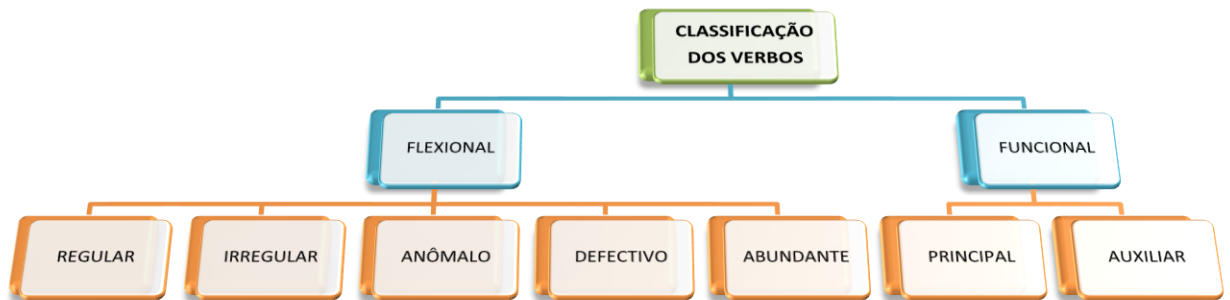 CLASSIFICAÇÃO
DOS VERBOS
FLEXIONAL
FUNCIONAL
REGULAR
IRREGULAR
ANÔMALO
DEFECTIVO
ABUNDANTE
PRINCIPAL
AUXILIAR